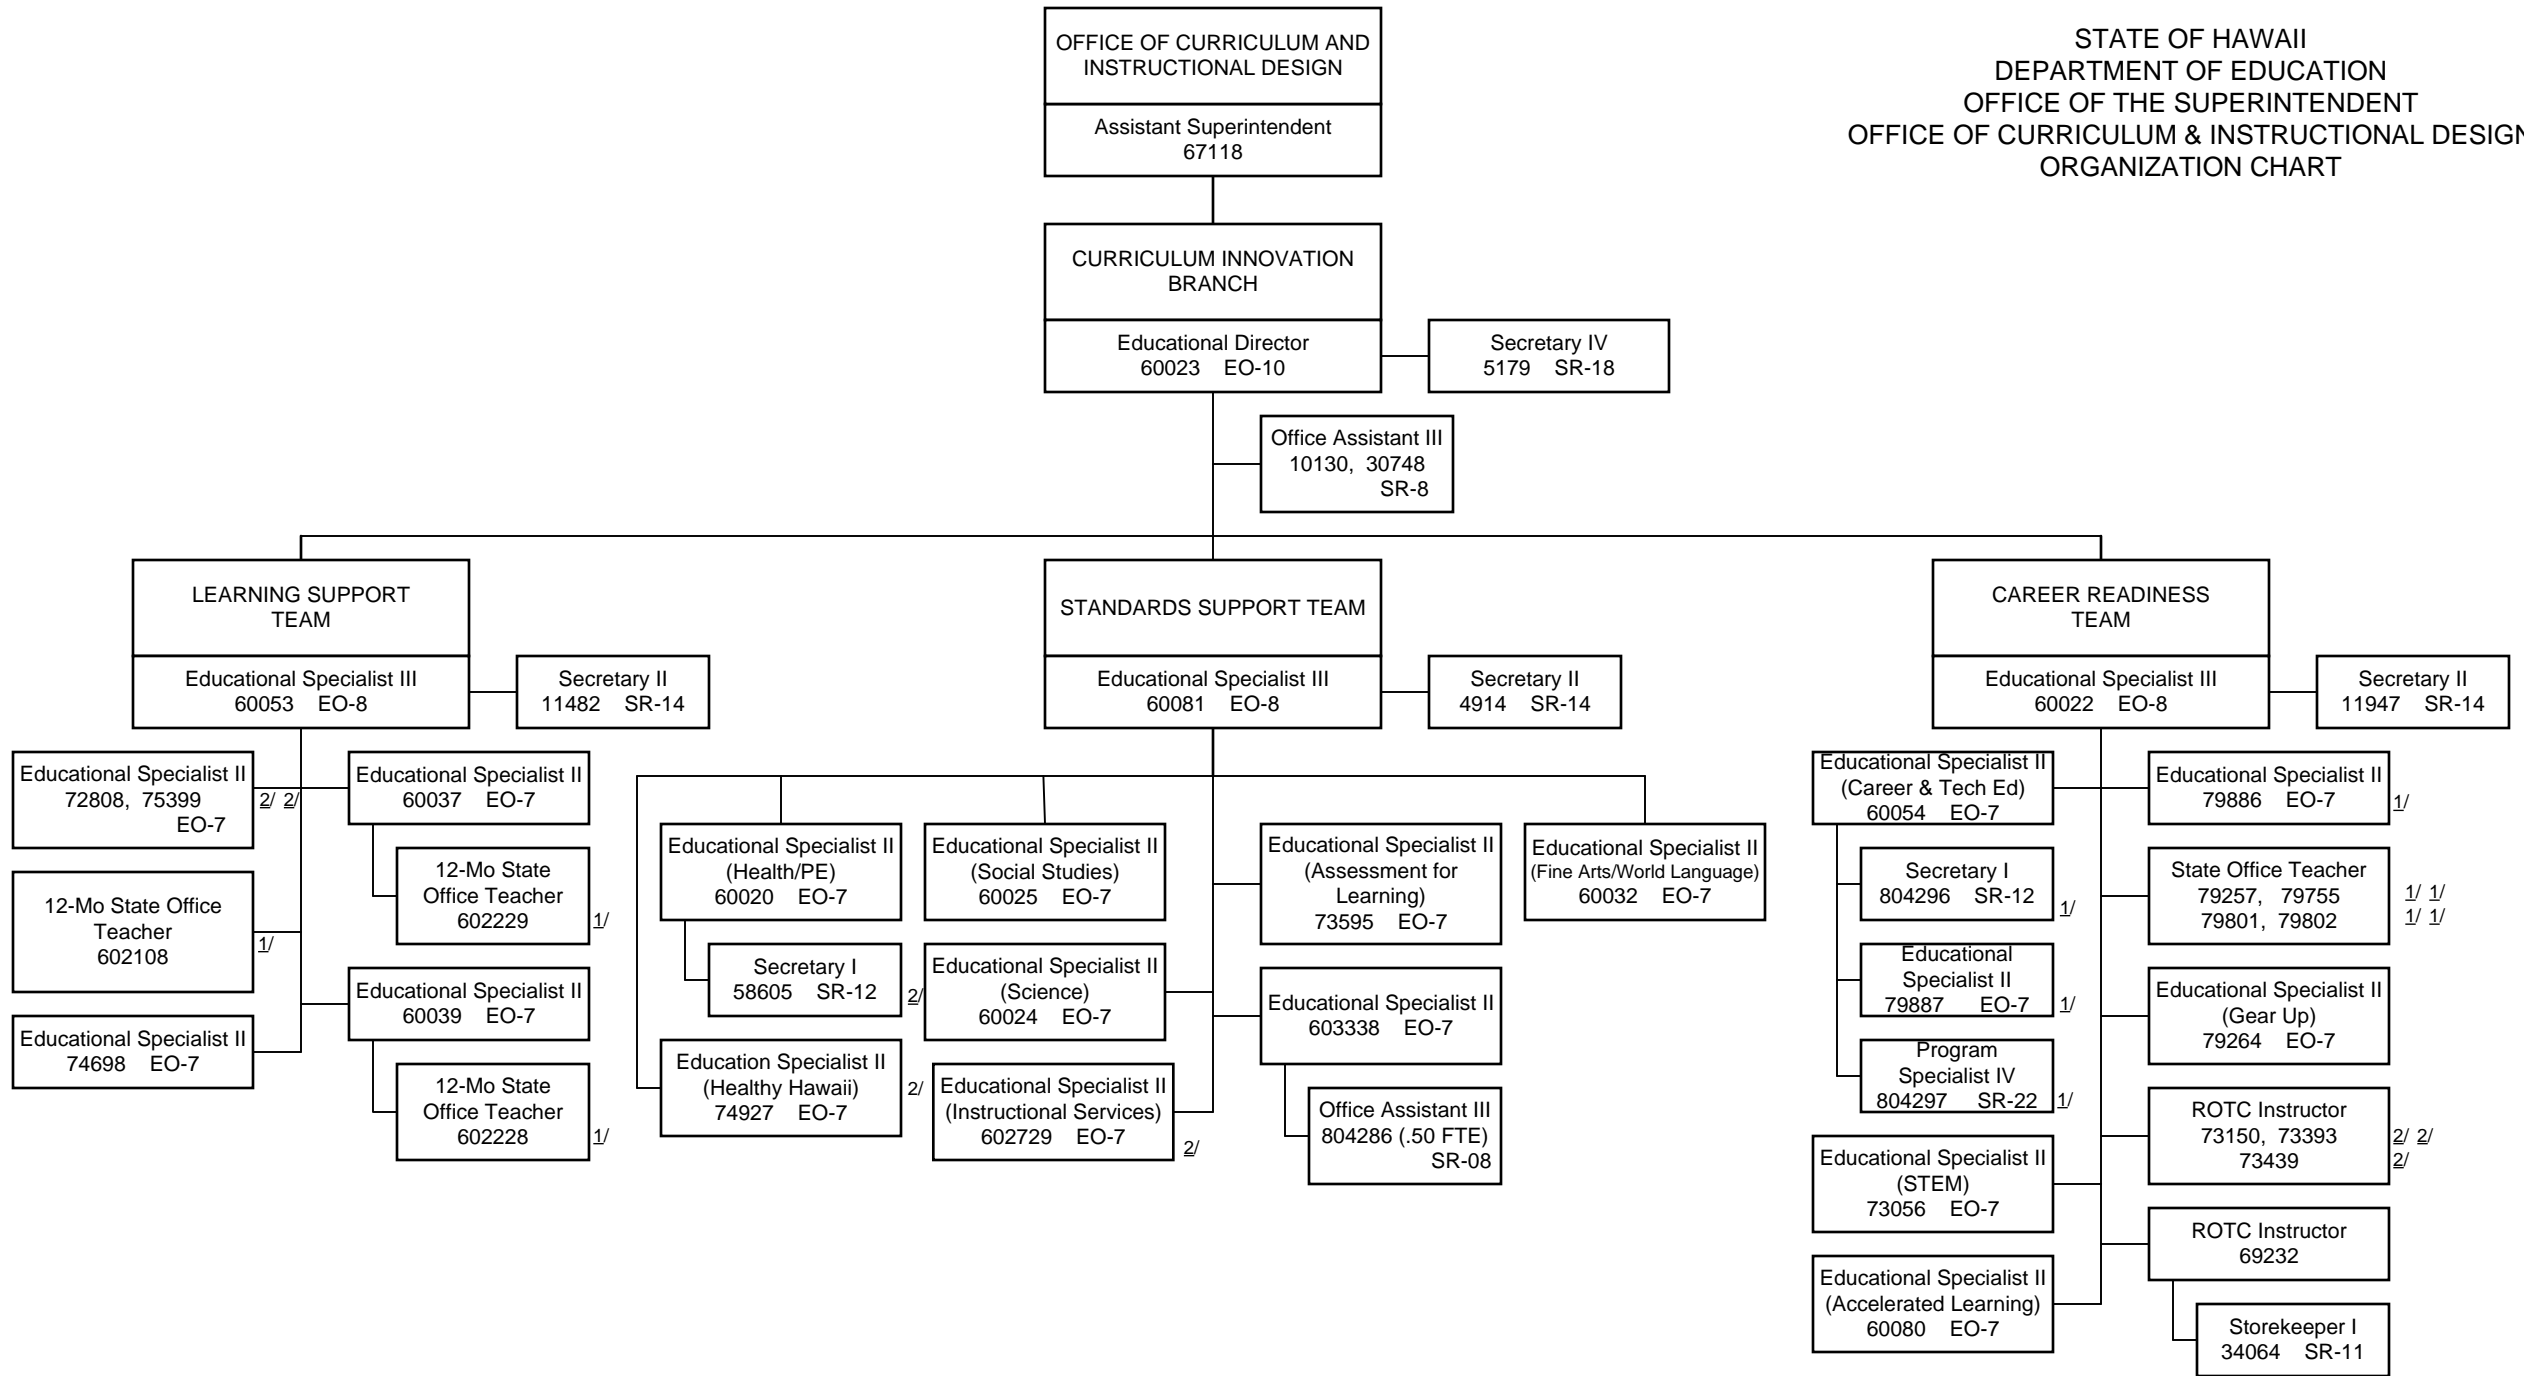 STATE OF HAWAII
DEPARTMENT OF EDUCATION
OFFICE OF THE SUPERINTENDENT
OFFICE OF CURRICULUM & INSTRUCTIONAL DESIGN
ORGANIZATION CHART
OFFICE OF CURRICULUM AND
INSTRUCTIONAL DESIGN
Assistant Superintendent
67118
CURRICULUM INNOVATION
BRANCH
Educational Director
60023 EO-10
Secretary IV
5179 SR-18
Office Assistant III
10130, 30748
SR-8
LEARNING SUPPORT
TEAM
Educational Specialist III
60053 EO-8
Secretary II
11482 SR-14
Educational Specialist II
72808, 75399
EO-7
2/ 2/
Educational Specialist II
60037 EO-7
12-Mo State
Office Teacher
602229
1/
12-Mo State Office
Teacher
602108
1/
Educational Specialist II
60039 EO-7
12-Mo State
Office Teacher
602228
1/
Educational Specialist II
74698 EO-7
STANDARDS SUPPORT TEAM
Educational Specialist III
60081 EO-8
Secretary II
4914 SR-14
Educational Specialist II
(Health/PE)
60020 EO-7
Secretary I
58605 SR-12
2/
Education Specialist II
(Healthy Hawaii)
74927 EO-7
2/
Educational Specialist II
(Social Studies)
60025 EO-7
Educational Specialist II
(Science)
60024 EO-7
Educational Specialist II
(Instructional Services)
602729 EO-7
2/
Educational Specialist II
(Assessment for
Learning)
73595 EO-7
Educational Specialist II
603338 EO-7
Office Assistant III
804286 (.50 FTE)
SR-08
Educational Specialist II
(Fine Arts/World Language)
60032 EO-7
CAREER READINESS
TEAM
Educational Specialist III
60022 EO-8
Secretary II
11947 SR-14
Educational Specialist II
(Career & Tech Ed)
60054 EO-7
Secretary I
804296 SR-12
1/
Educational
Specialist II
79887 EO-7
1/
Program
Specialist IV
804297 SR-22
1/
Educational Specialist II
(STEM)
73056 EO-7
Educational Specialist II
(Accelerated Learning)
60080 EO-7
Educational Specialist II
79886 EO-7
1/
State Office Teacher
79257, 79755
79801, 79802
1/ 1/
1/ 1/
Educational Specialist II
(Gear Up)
79264 EO-7
ROTC Instructor
73150, 73393
73439
2/ 2/
2/
ROTC Instructor
69232
Storekeeper I
34064 SR-11